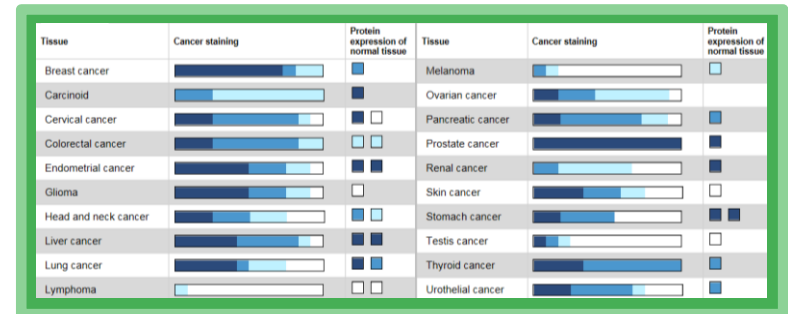 Tissue Cancer staining Protein expression of normal tissue Tissue Cancer staining Protein expression of normal tissue
Breast cancer Melanoma
Carcinoid Ovarian cancer
Cervical cancer Pancreatic cancer
Colorectal cancer Prostate cancer
Endometrial cancer Renal cancer
Glioma Skin cancer
Head and neck cancer Stomach cancer
Liver cancer Testis cancer
Lung cancer Thyroid cancer
Lymphoma Urothelial cancer